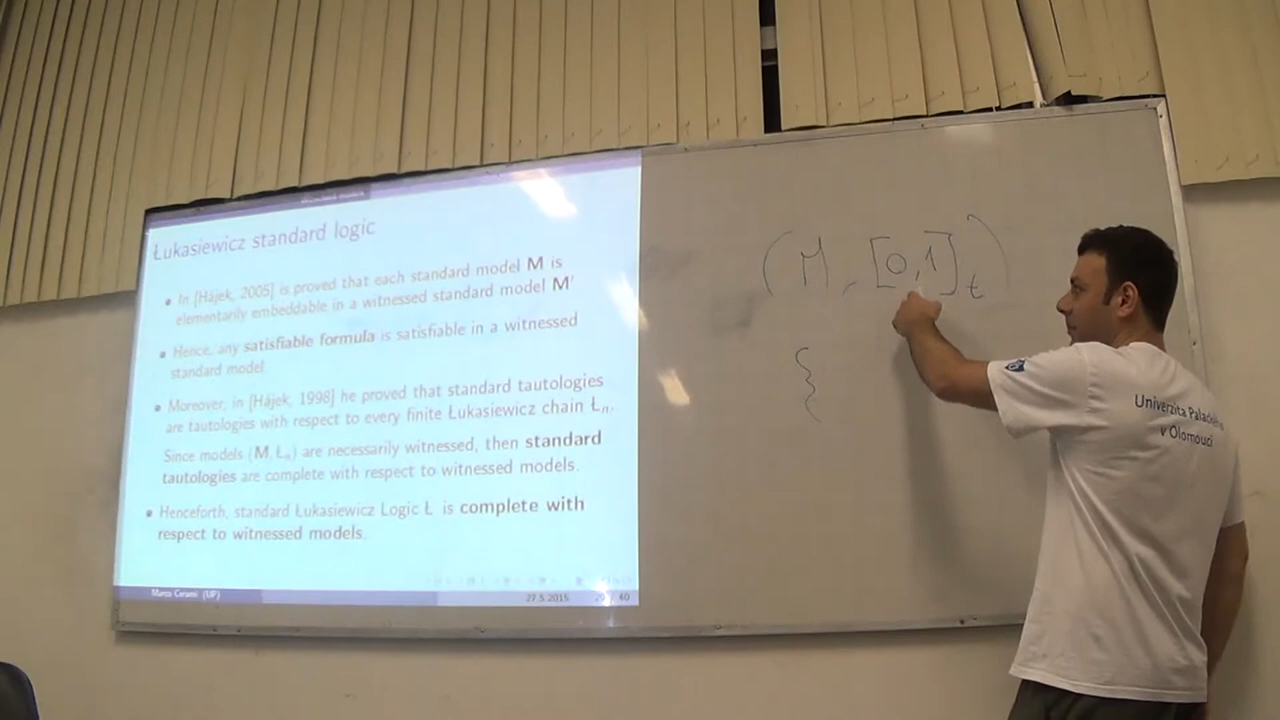 Łukasiewicz standard logic
In [Hájek, 2005] is proved that each standard model M is
elementarily embeddable in a witnessed standard model M'
Hence, any satisfiable formula is satisfiable in a witnessed
standard model
Moreover, in [Hájek, 1998] he proved that standard tautologies
are tautologies with respect to every finite Łukasiewicz chain Łn.
Since models (M, Łn) are necessarily witnessed, then standard
tautologies are complete with respect to witnessed models.
Henceforth, standard Łukasiewicz Logic Ł is complete with
respect to witnessed models.
Marco Cerami (UP)
27.5.2015
40
(M, [0,1]t)
{
Univerzita Palackého
v Olomouci